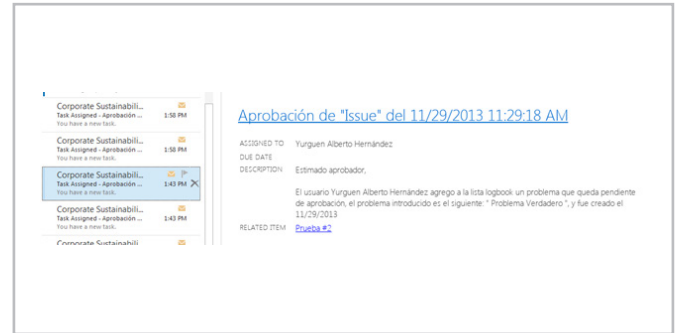 Corporate Sustainabili...
Task Assigned - Aprobación ... 1:58 PM
You have a new task.
Corporate Sustainabili...
Task Assigned - Aprobación ... 1:58 PM
You have a new task.
Corporate Sustainabili...
Task Assigned - Aprobación ... 1:43 PM
You have a new task.
Corporate Sustainabili...
Task Assigned - Aprobación ... 1:43 PM
You have a new task.
Corporate Sustainabili
Aprobación de "Issue" del 11/29/2013 11:29:18 AM
ASSIGNED TO Yurguen Alberto Hernández
DUE DATE
DESCRIPTION Estimado aprobador,
El usuario Yurguen Alberto Hernández agrego a la lista logbook un problema que queda pendiente
de aprobación, el problema introducido es el siguiente: " Problema Verdadero ", y fue creado el
11/29/2013
RELATED ITEM Prueba #2